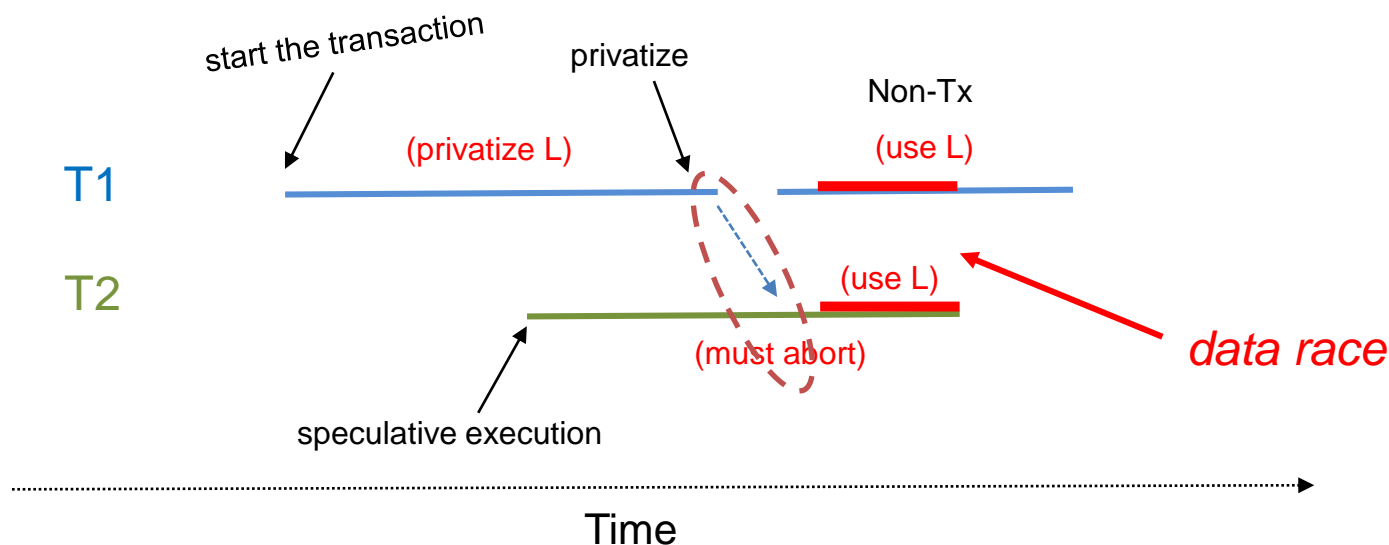 start the transaction
privatize
Non-Tx
(privatize L)
(use L)
T1
T2
(use L)
(must abort)
data race
speculative execution
Time